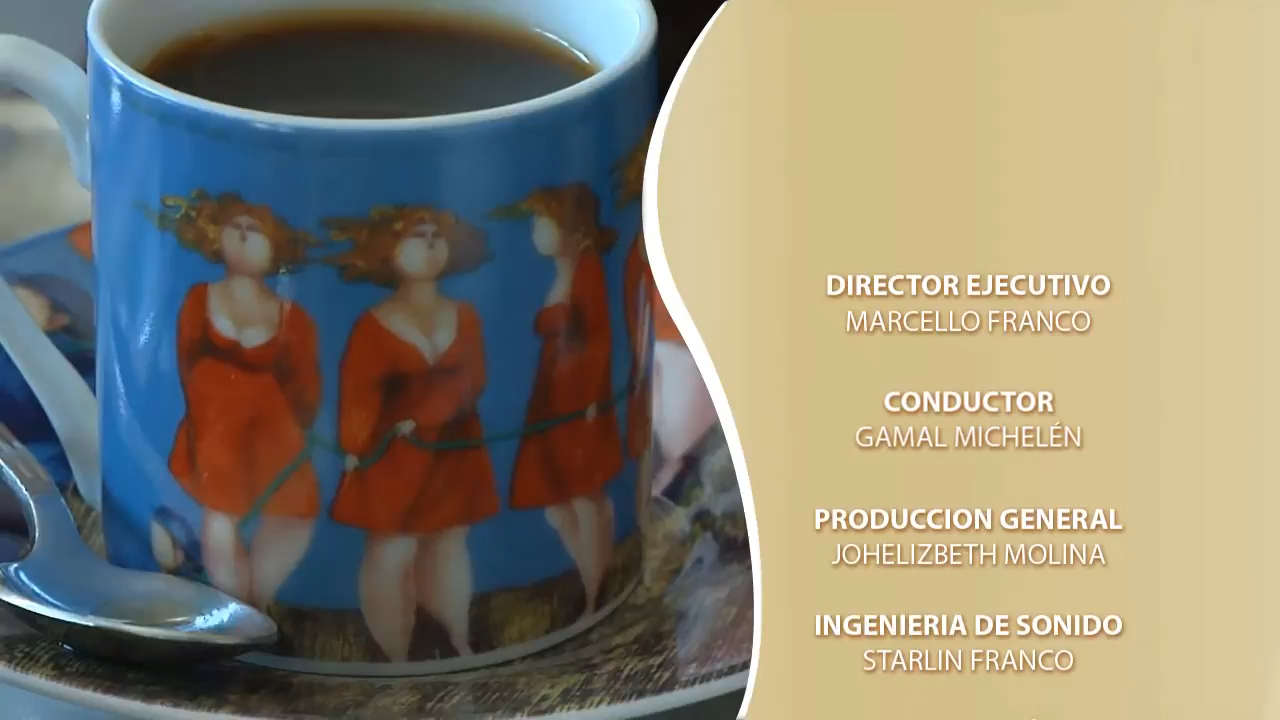 DIRECTOR EJECUTIVO
MARCELLO FRANCO
CONDUCTOR
GAMAL MICHELÉN
PRODUCCION GENERAL
JOHELIZBETH MOLINA
INGENIERIA DE SONIDO
STARLIN FRANCO